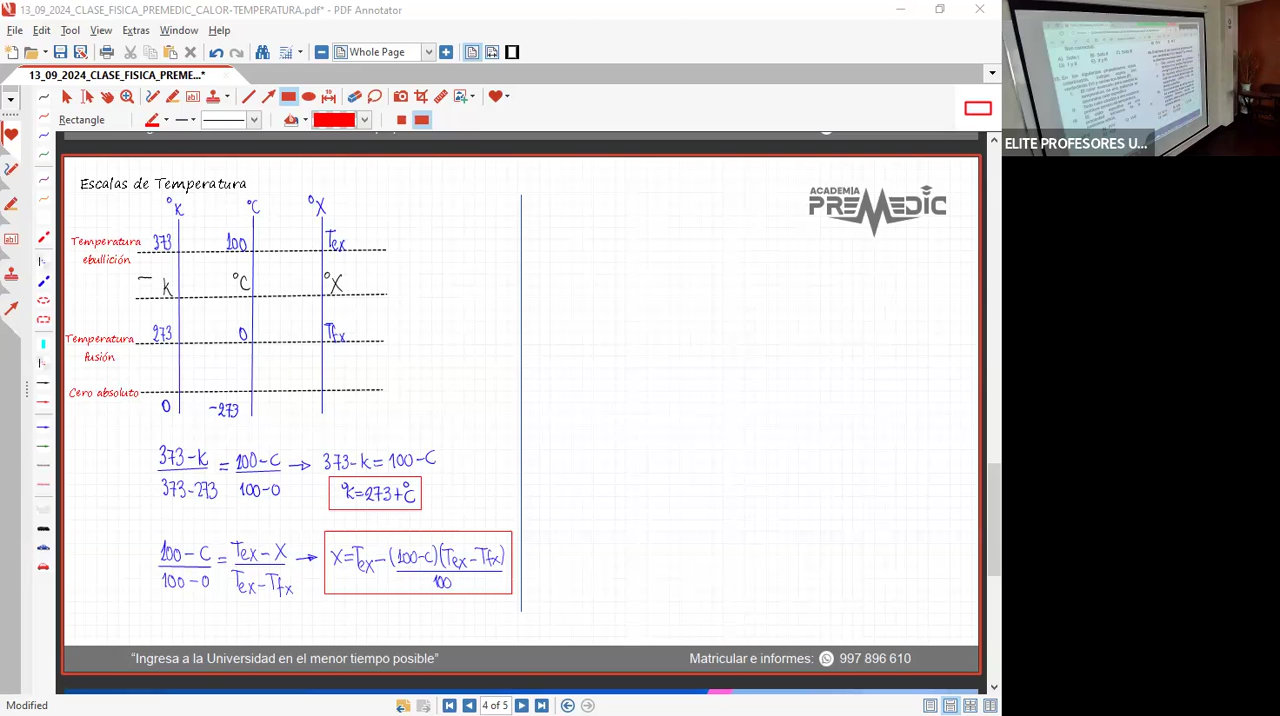 13_09_2024_CLASE_FISICA_PREMEDIC_CALOR-TEMPERATURA.pdf* - PDF Annotator
File Edit Tool View Extras Window Help
Whole Page
13_09_2024_CLASE_FISICA_PREME...*
Rectangle
ELITE PROFESORES U...
Escalas de Temperatura
°K °C °X
ACADEMIA
PREMEDIC
Temperatura ebullición 373 100 Tex
K °C °X
Temperatura fusión 273 0 Tfx
Cero absoluto
0 -273
(373-K)/(373-273) = (100-C)/(100-0) → 373-K=100-C
°K=273+°C
(100-C)/(100-0) = (Tex-X)/(Tex-Tfx) → X=Tex-(100-C)(Tex-Tfx)/100
“Ingresa a la Universidad en el menor tiempo posible” Matricular e informes: 997 896 610
Modified
4 of 5